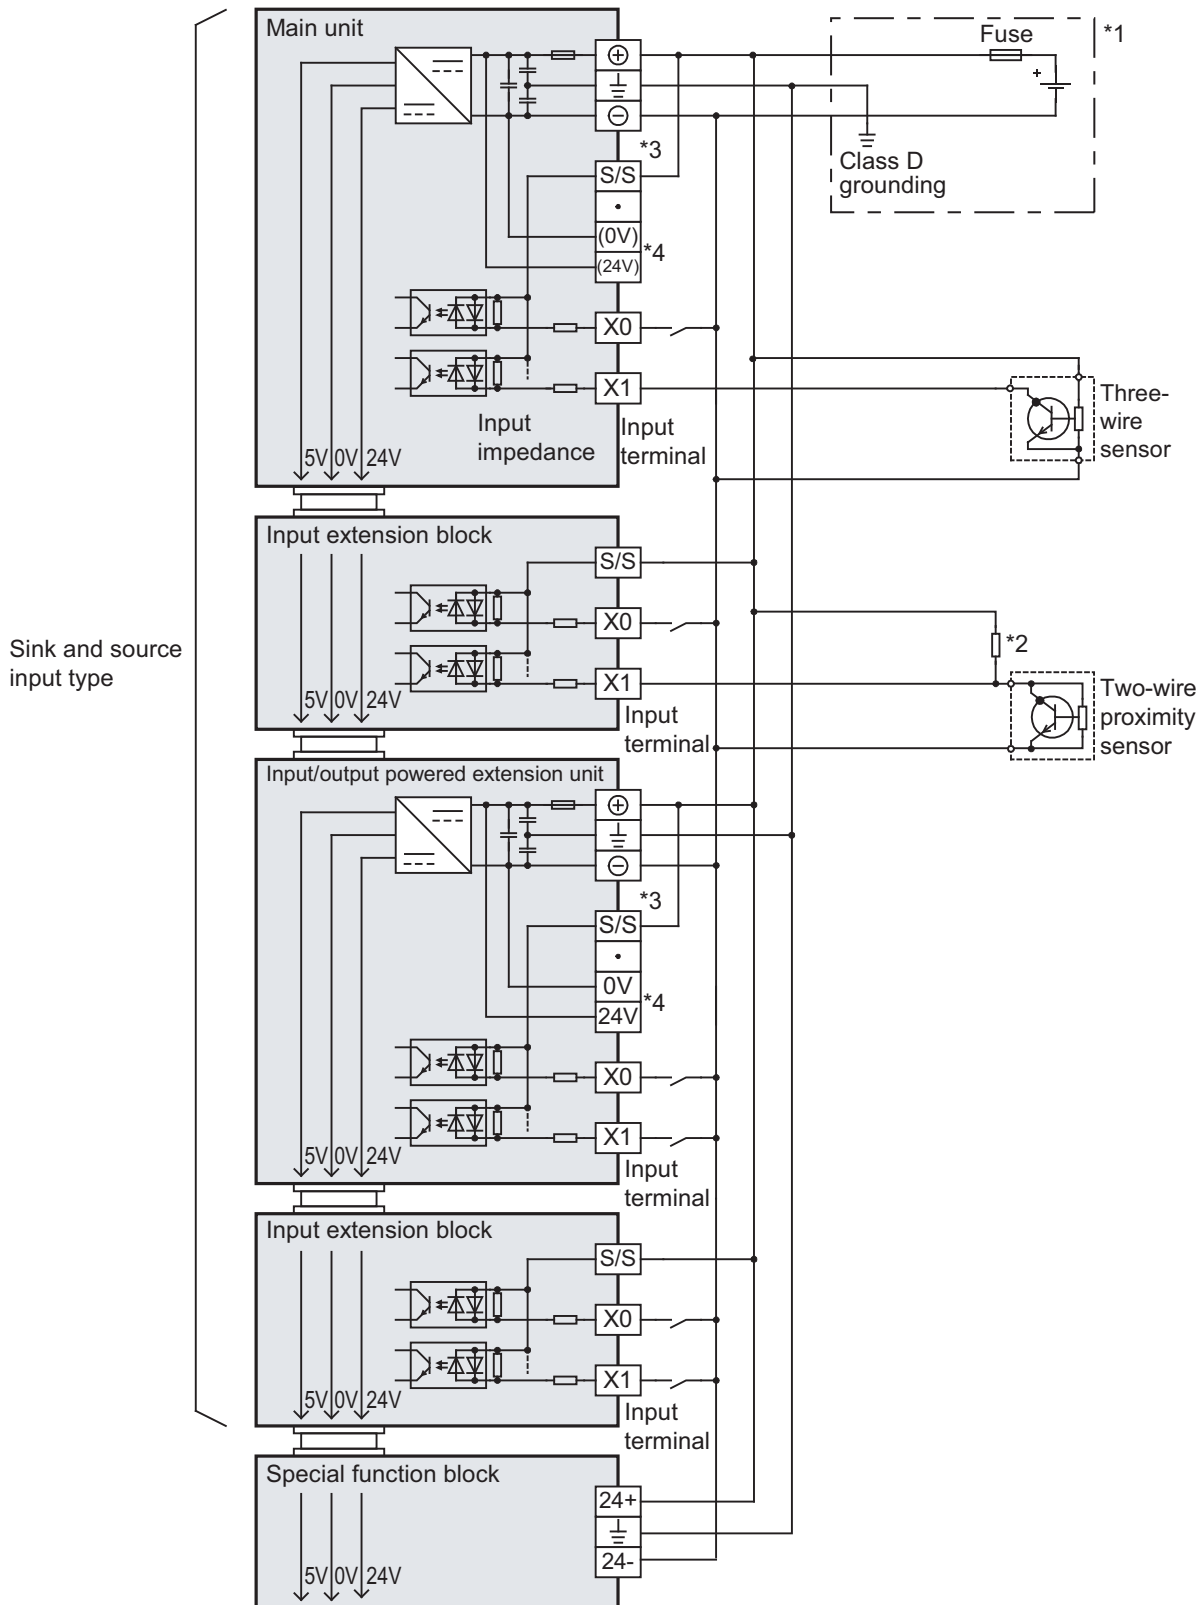 Main unit
Fuse
*1
+
⊕
⊖
*3
S/S
•
(0V)
*4
(24V)
Class D
grounding
X0
X1
Input
impedance
Input
terminal
Three-
wire
sensor
5V 0V 24V
Input extension block
S/S
X0
X1
*2
Input
terminal
Two-wire
proximity
sensor
5V 0V 24V
Sink and source
input type
Input/output powered extension unit
⊕
⊖
*3
S/S
•
0V
*4
24V
X0
X1
Input
terminal
5V 0V 24V
Input extension block
S/S
X0
X1
Input
terminal
5V 0V 24V
Special function block
24+
24-
5V 0V 24V